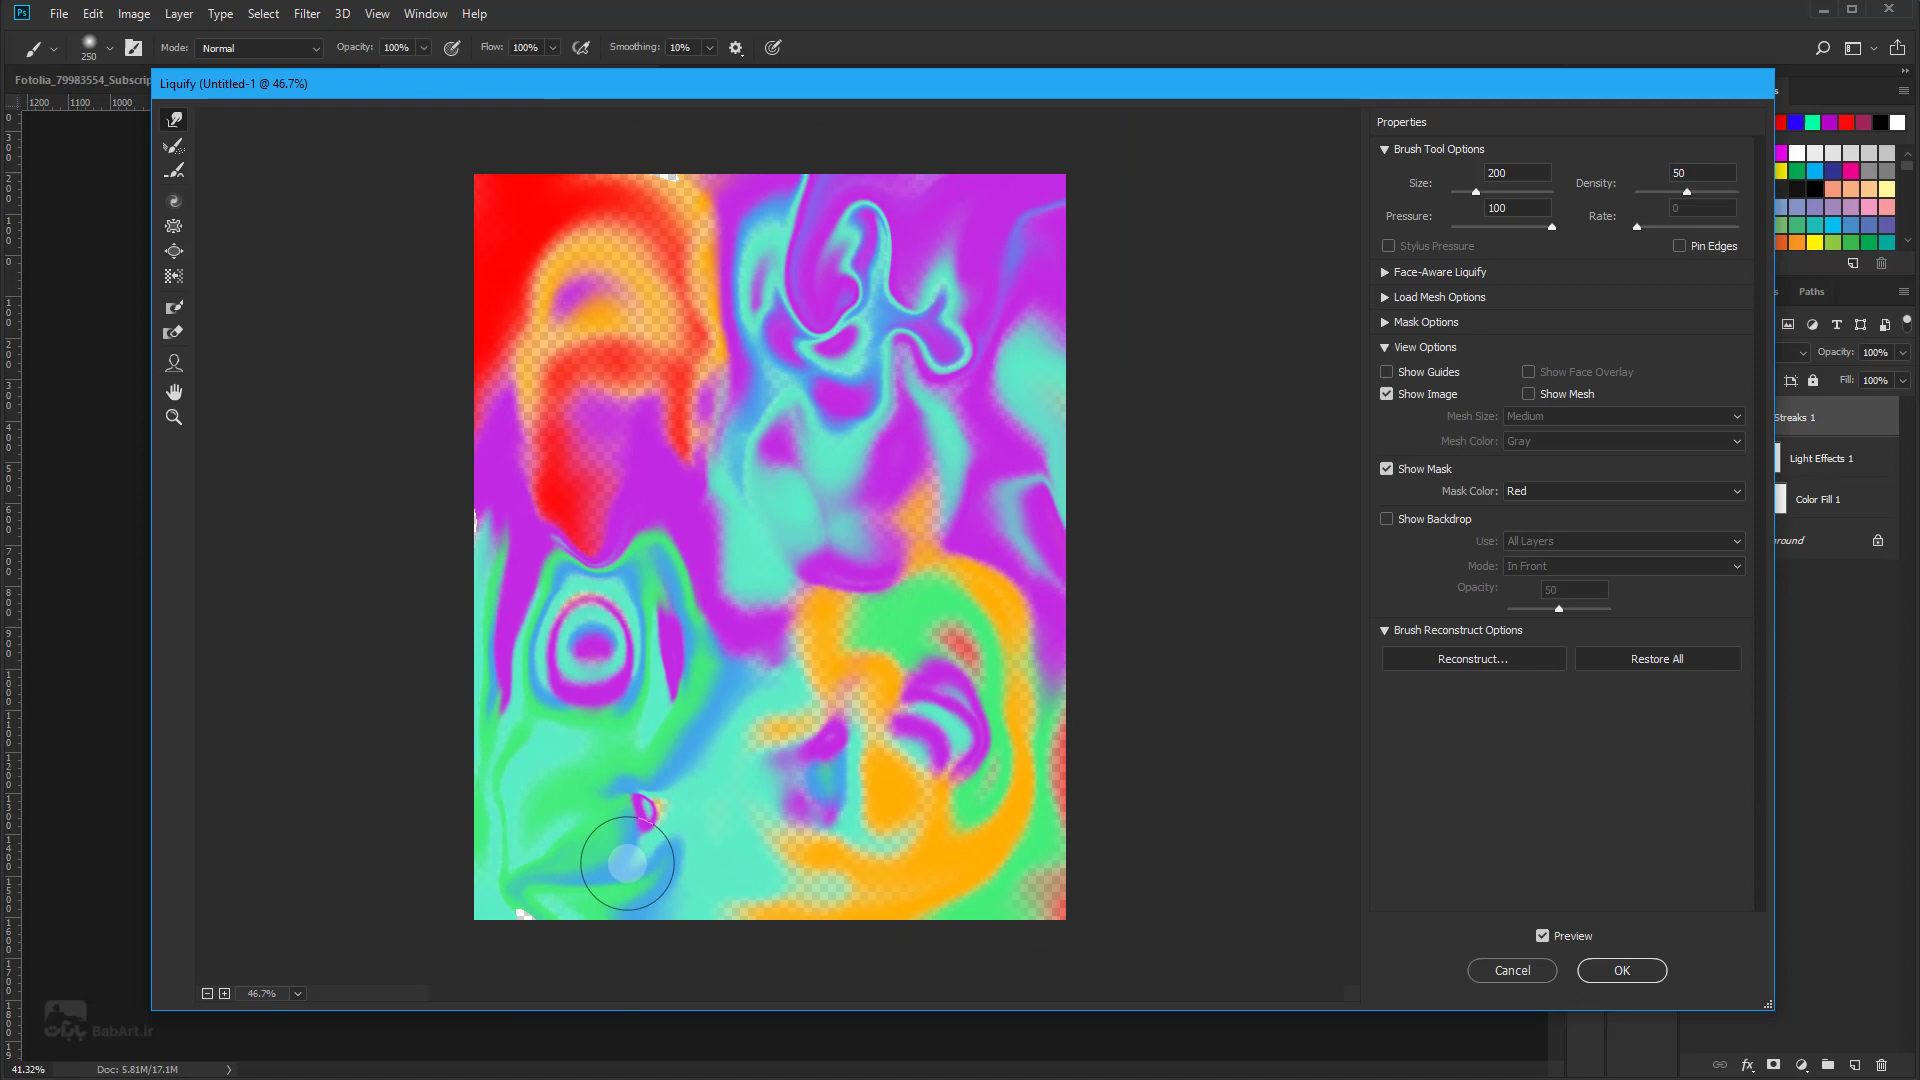 Ps File Edit Image Layer Type Select Filter 3D View Window Help
250 Mode: Normal Opacity: 100% Flow: 100% Smoothing: 10%
Fotolia_79983554_Subscrip
Liquify (Untitled-1 @ 46.7%)
1200 1100 1000
Properties
Brush Tool Options
Size: 200 Density: 50
Pressure: 100 Rate: 0
Stylus Pressure Pin Edges
Face-Aware Liquify
Load Mesh Options
Mask Options
View Options
Show Guides Show Face Overlay
Show Image Show Mesh
Mesh Size: Medium
Mesh Color: Gray
Show Mask
Mask Color: Red
Show Backdrop
Use: All Layers
Mode: In Front
Opacity: 50
Brush Reconstruct Options
Reconstruct... Restore All
Preview
Cancel OK
46.7%
Paths
Opacity: 100%
Fill: 100%
Streaks 1
Light Effects 1
Color Fill 1
round
BabArt.ir
41.32% Doc: 5.81M/17.1M
fx